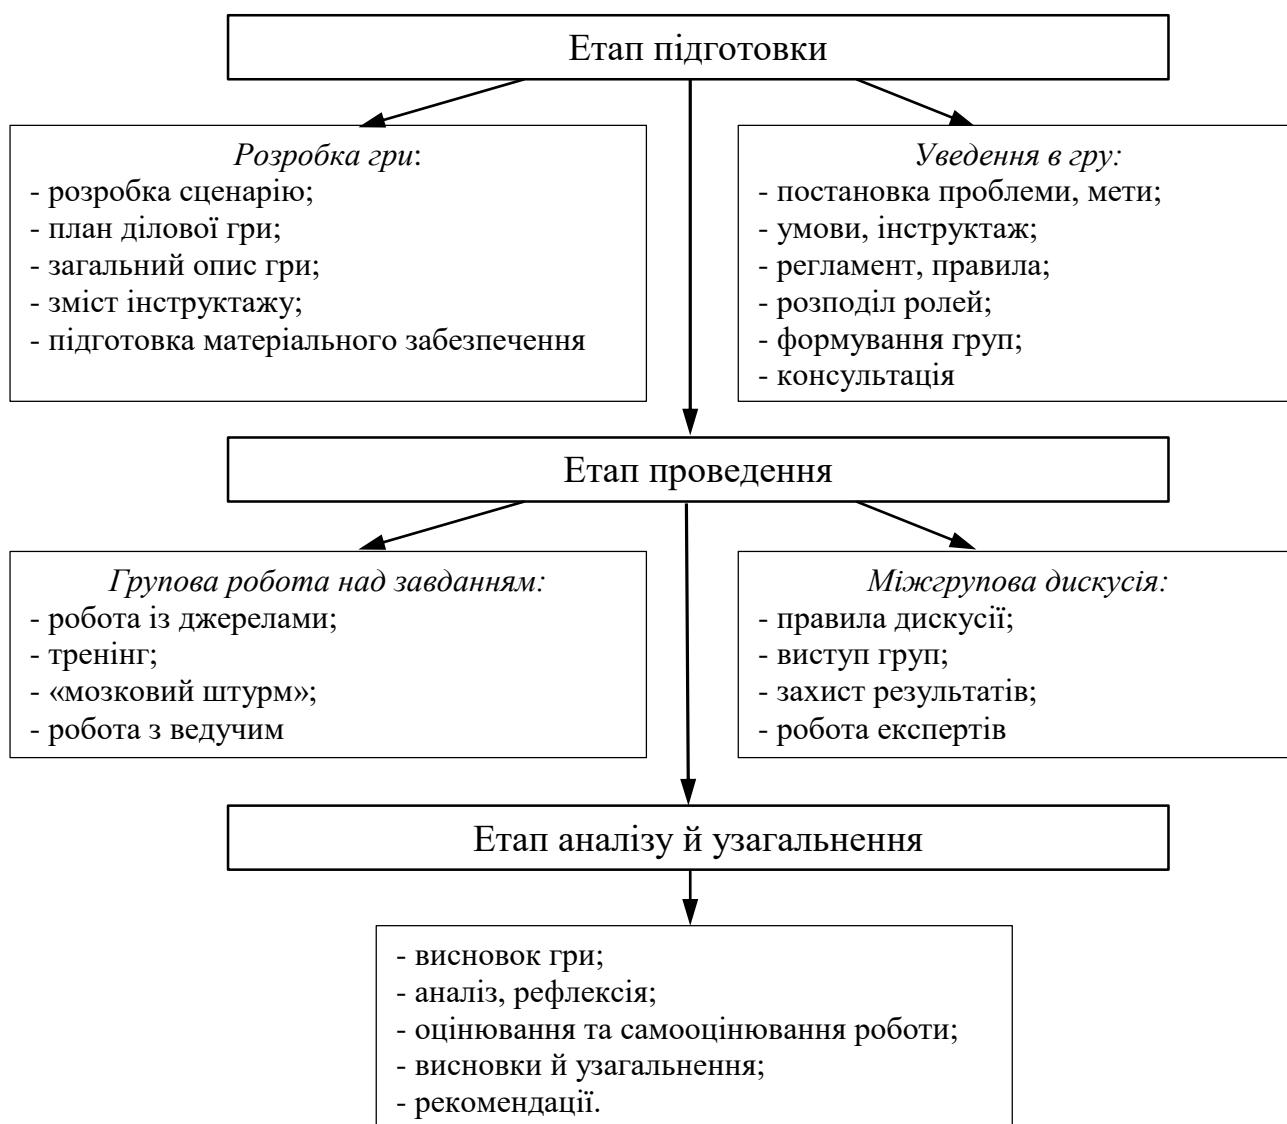 Етап підготовки
Розробка гри:
- розробка сценарію;
- план ділової гри;
- загальний опис гри;
- зміст інструктажу;
- підготовка матеріального забезпечення
Уведення в гру:
- постановка проблеми, мети;
- умови, інструктаж;
- регламент, правила;
- розподіл ролей;
- формування груп;
- консультація
Етап проведення
Групова робота над завданням:
- робота із джерелами;
- тренінг;
- «мозковий штурм»;
- робота з ведучим
Міжгрупова дискусія:
- правила дискусії;
- виступ груп;
- захист результатів;
- робота експертів
Етап аналізу й узагальнення
- висновок гри;
- аналіз, рефлексія;
- оцінювання та самооцінювання роботи;
- висновки й узагальнення;
- рекомендації.